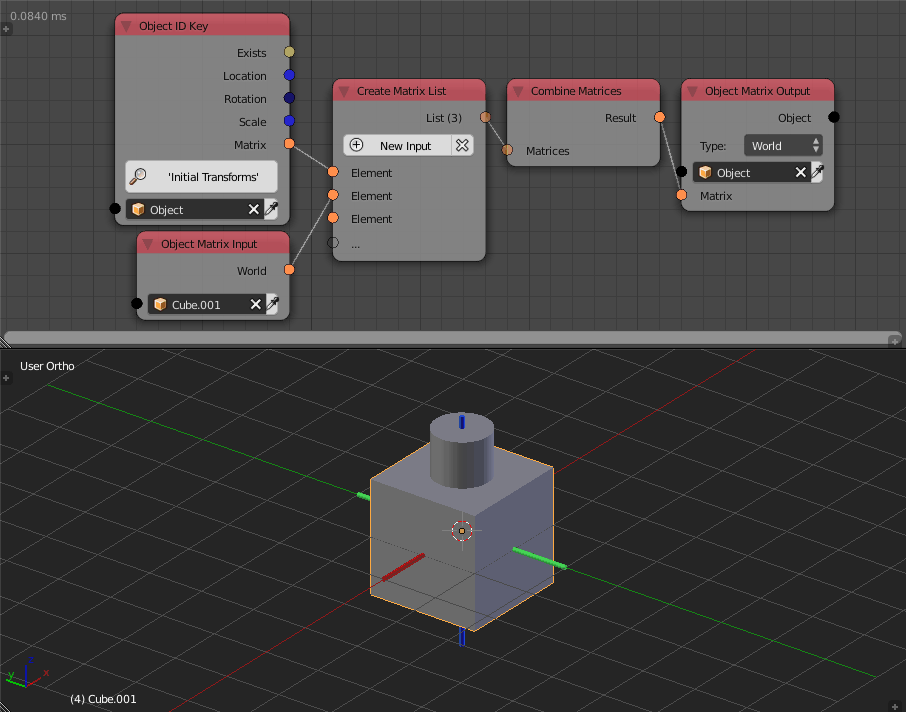 0.0840 ms
Object ID Key
Exists
Location
Rotation
Scale
Matrix
'Initial Transforms'
Object
Object Matrix Input
World
Cube.001
Create Matrix List
List (3)
New Input
Element
Element
Element
...
Combine Matrices
Result
Matrices
Object Matrix Output
Object
Type: World
Object
Matrix
User Ortho
z
y
x
(4) Cube.001